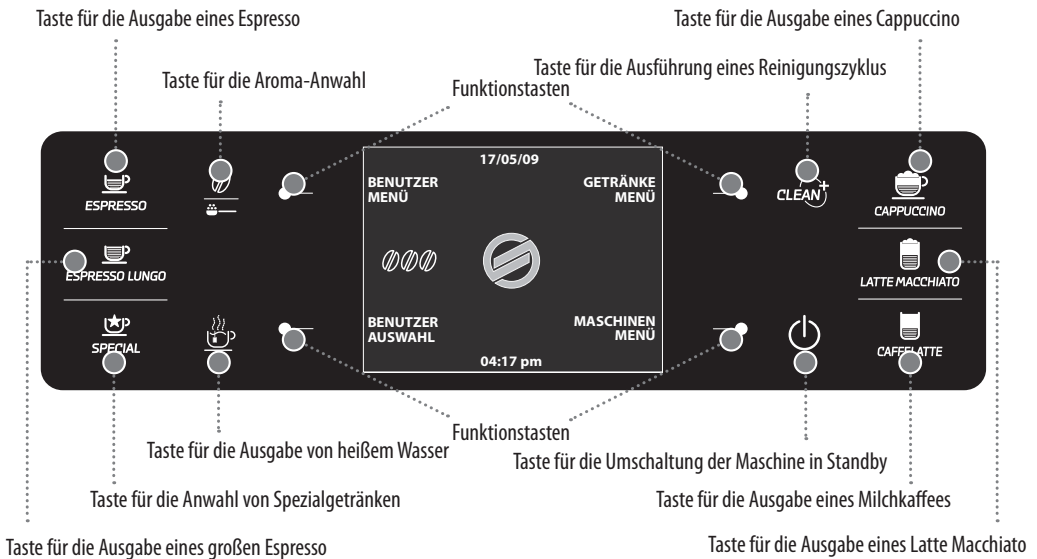 Taste für die Ausgabe eines Espresso
Taste für die Ausgabe eines Cappuccino
Taste für die Aroma-Anwahl
Funktionstasten
Taste für die Ausführung eines Reinigungszyklus
17/05/09
BENUTZER
MENÜ
GETRÄNKE
MENÜ
ESPRESSO
CLEAN
CAPPUCCINO
ESPRESSO LUNGO
LATTE MACCHIATO
BENUTZER
AUSWAHL
MASCHINEN
MENÜ
SPECIAL
CAFFELATTE
04:17 pm
Funktionstasten
Taste für die Ausgabe von heißem Wasser
Taste für die Umschaltung der Maschine in Standby
Taste für die Anwahl von Spezialgetränken
Taste für die Ausgabe eines Milchkaffees
Taste für die Ausgabe eines großen Espresso
Taste für die Ausgabe eines Latte Macchiato